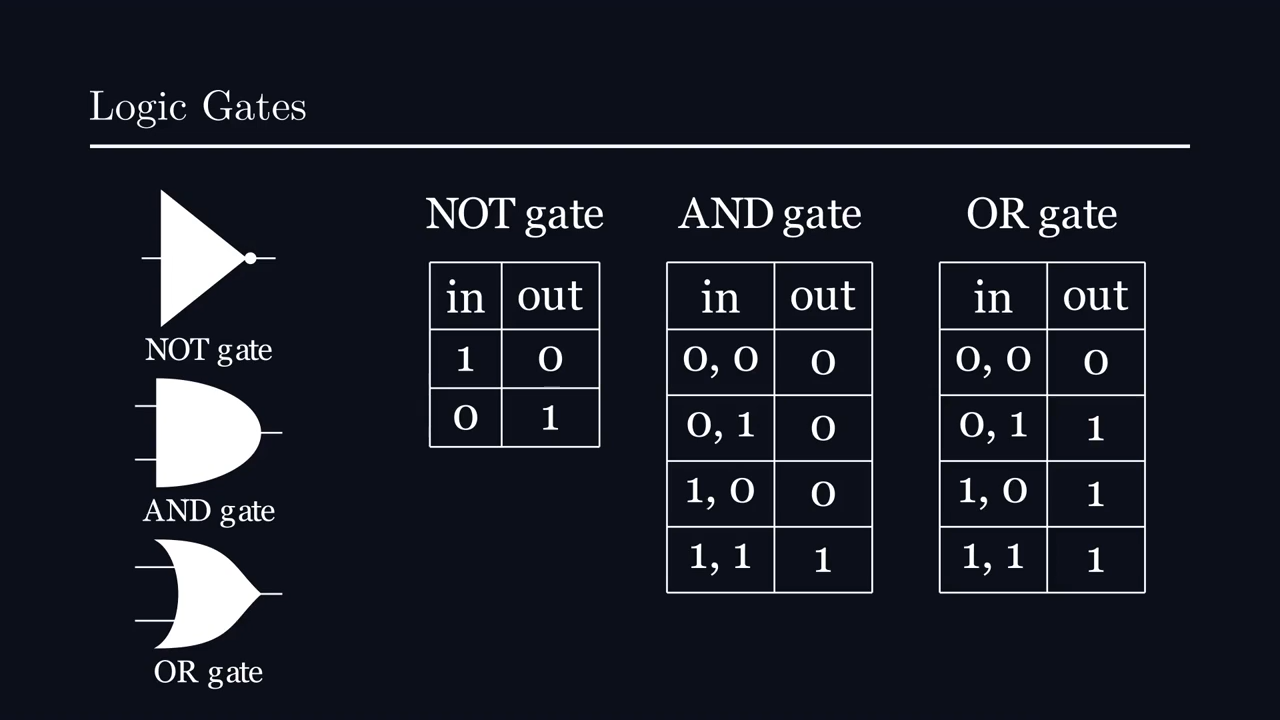 Logic Gates
NOT gate
AND gate
OR gate
NOT gate
in out
1 0
0 1
AND gate
in out
0, 0 0
0, 1 0
1, 0 0
1, 1 1
OR gate
in out
0, 0 0
0, 1 1
1, 0 1
1, 1 1